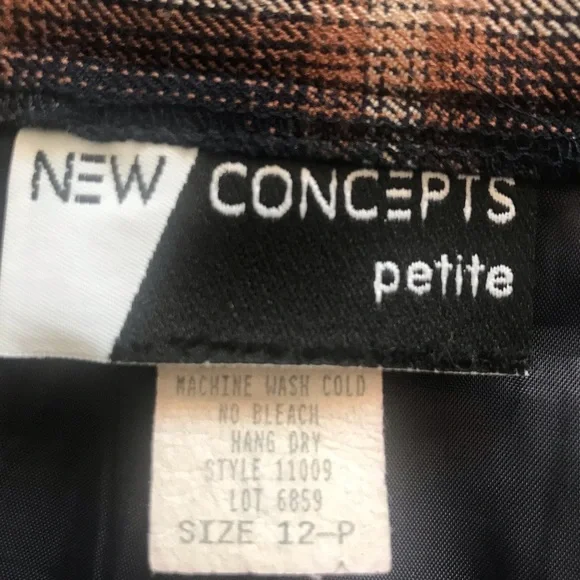 NEW CONCEPTS
petite
MACHINE WASH COLD
NO BLEACH
HANG DRY
STYLE 11009
LOT 6859
SIZE 12-P